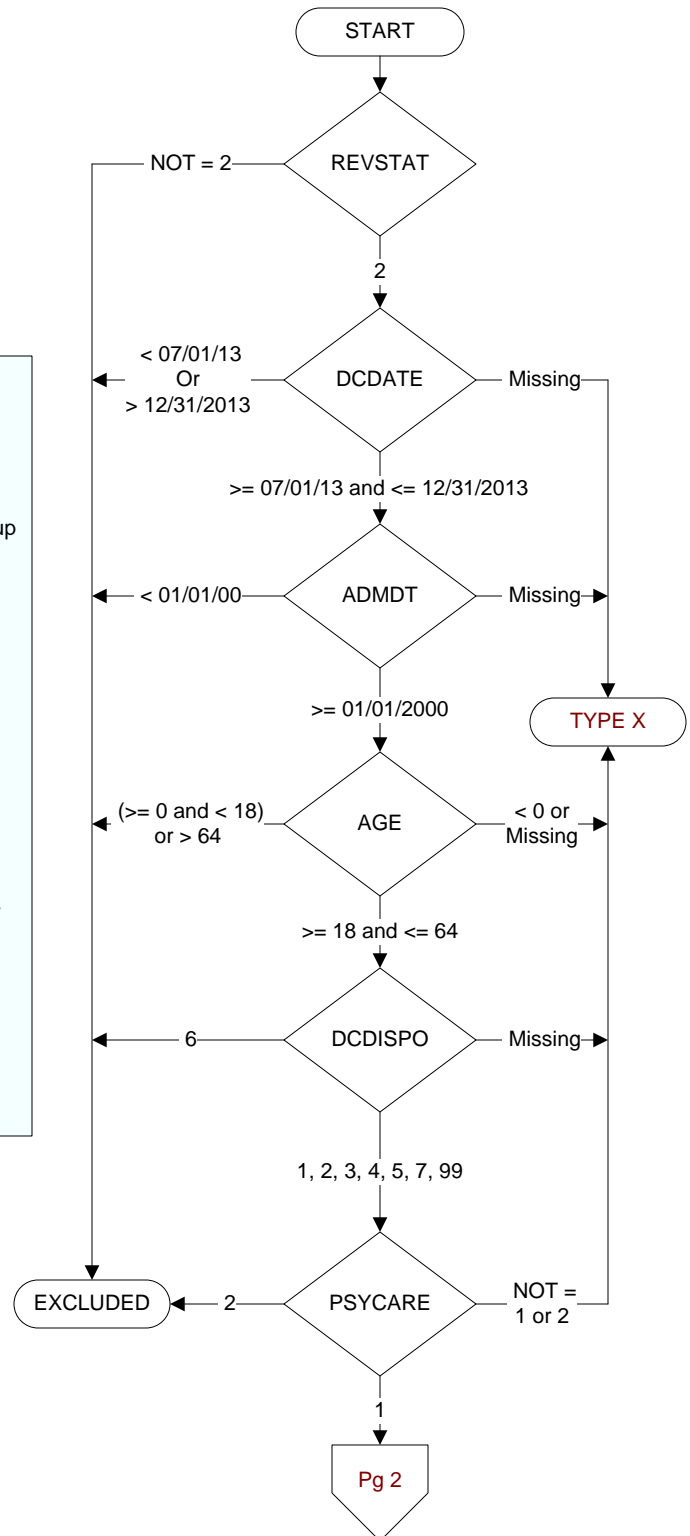 START
NOT = 2
REVSTAT
2
< 07/01/13
Or
> 12/31/2013
DCDATE
Missing
>= 07/01/13 and <= 12/31/2013
up
< 01/01/00
ADMDT
Missing
>= 01/01/2000
TYPE X
(>= 0 and < 18)
or > 64
AGE
< 0 or
Missing
>= 18 and <= 64
6
DCDISPO
Missing
1, 2, 3, 4, 5, 7, 99
EXCLUDED
2
PSYCARE
NOT =
1 or 2
1
Pg 2